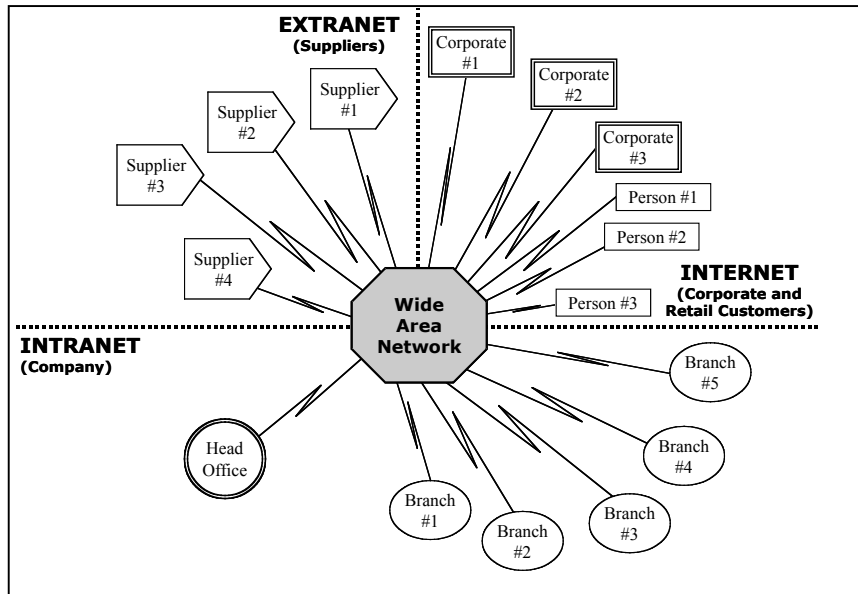 EXTRANET
(Suppliers)
Corporate
#1
Corporate
#2
Corporate
#3
Supplier
#1
Supplier
#2
Supplier
#3
Supplier
#4
Person #1
Person #2
Person #3
INTERNET
(Corporate and
Retail Customers)
Wide
Area
Network
INTRANET
(Company)
Head
Office
Branch
#1
Branch
#2
Branch
#3
Branch
#4
Branch
#5